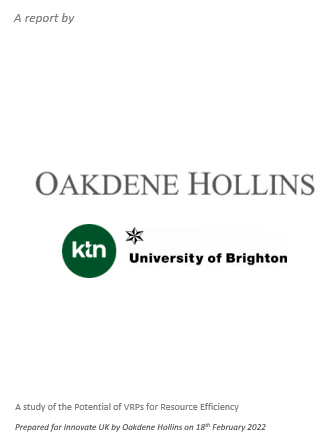 A report by
OAKDENE HOLLINS
ktn
University of Brighton
A study of the Potential of VRPs for Resource Efficiency
Prepared for Innovate UK by Oakdene Hollins on 18th February 2022